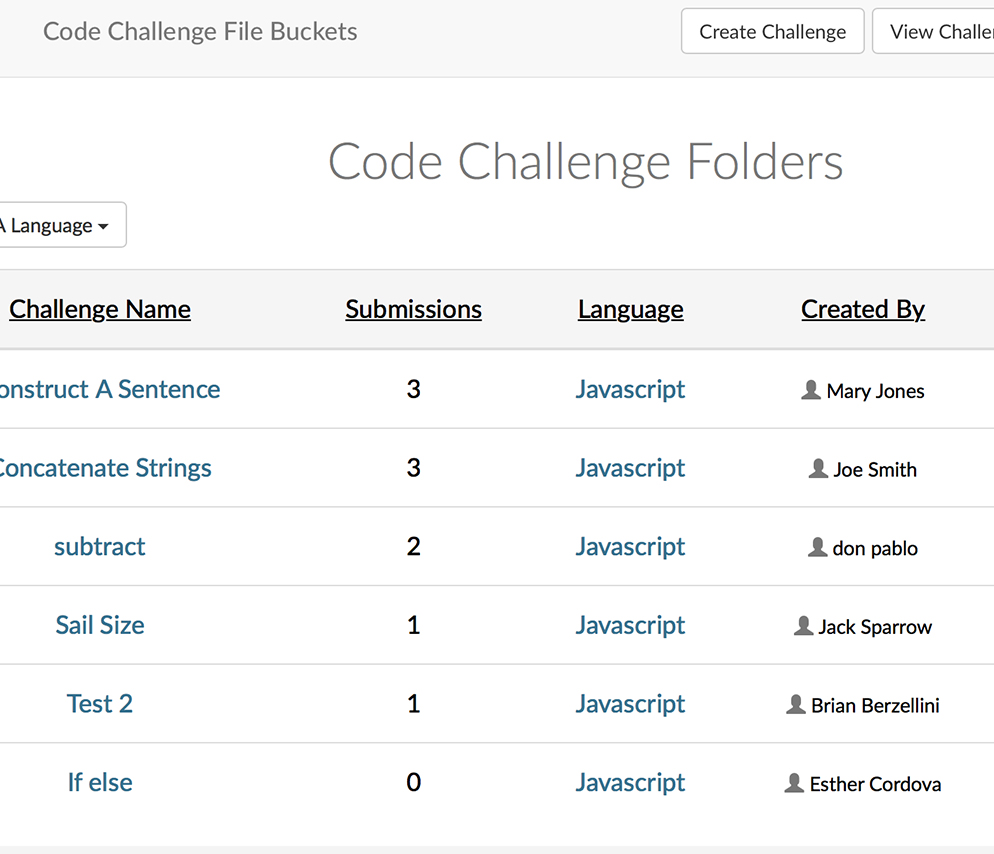 Code Challenge File Buckets
Create Challenge
View Challe
Code Challenge Folders
A Language
Challenge Name Submissions Language Created By
onstruct A Sentence 3 Javascript Mary Jones
Concatenate Strings 3 Javascript Joe Smith
subtract 2 Javascript don pablo
Sail Size 1 Javascript Jack Sparrow
Test 2 1 Javascript Brian Berzellini
If else 0 Javascript Esther Cordova